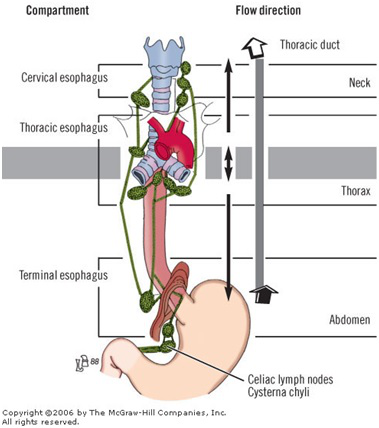 Compartment
Flow direction
Thoracic duct
Cervical esophagus
Neck
Thoracic esophagus
Thorax
Terminal esophagus
Abdomen
88
Celiac lymph nodes
Cysterna chyli
Copyright ©2006 by The McGraw-Hill Companies, Inc.
All rights reserved.